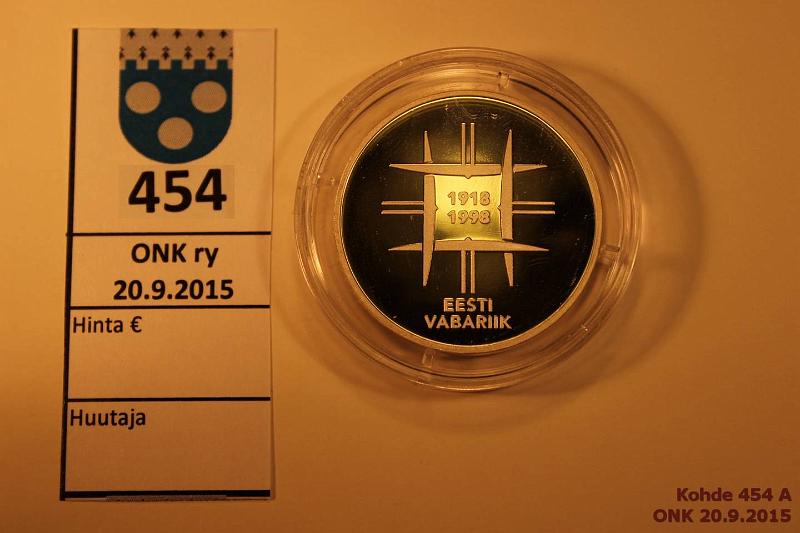 454
ONK ry
20.9.2015
Hinta €
Huutaja
1918
1998
EESTI
VABARIIK
Kohde 454 A
ONK 20.9.2015